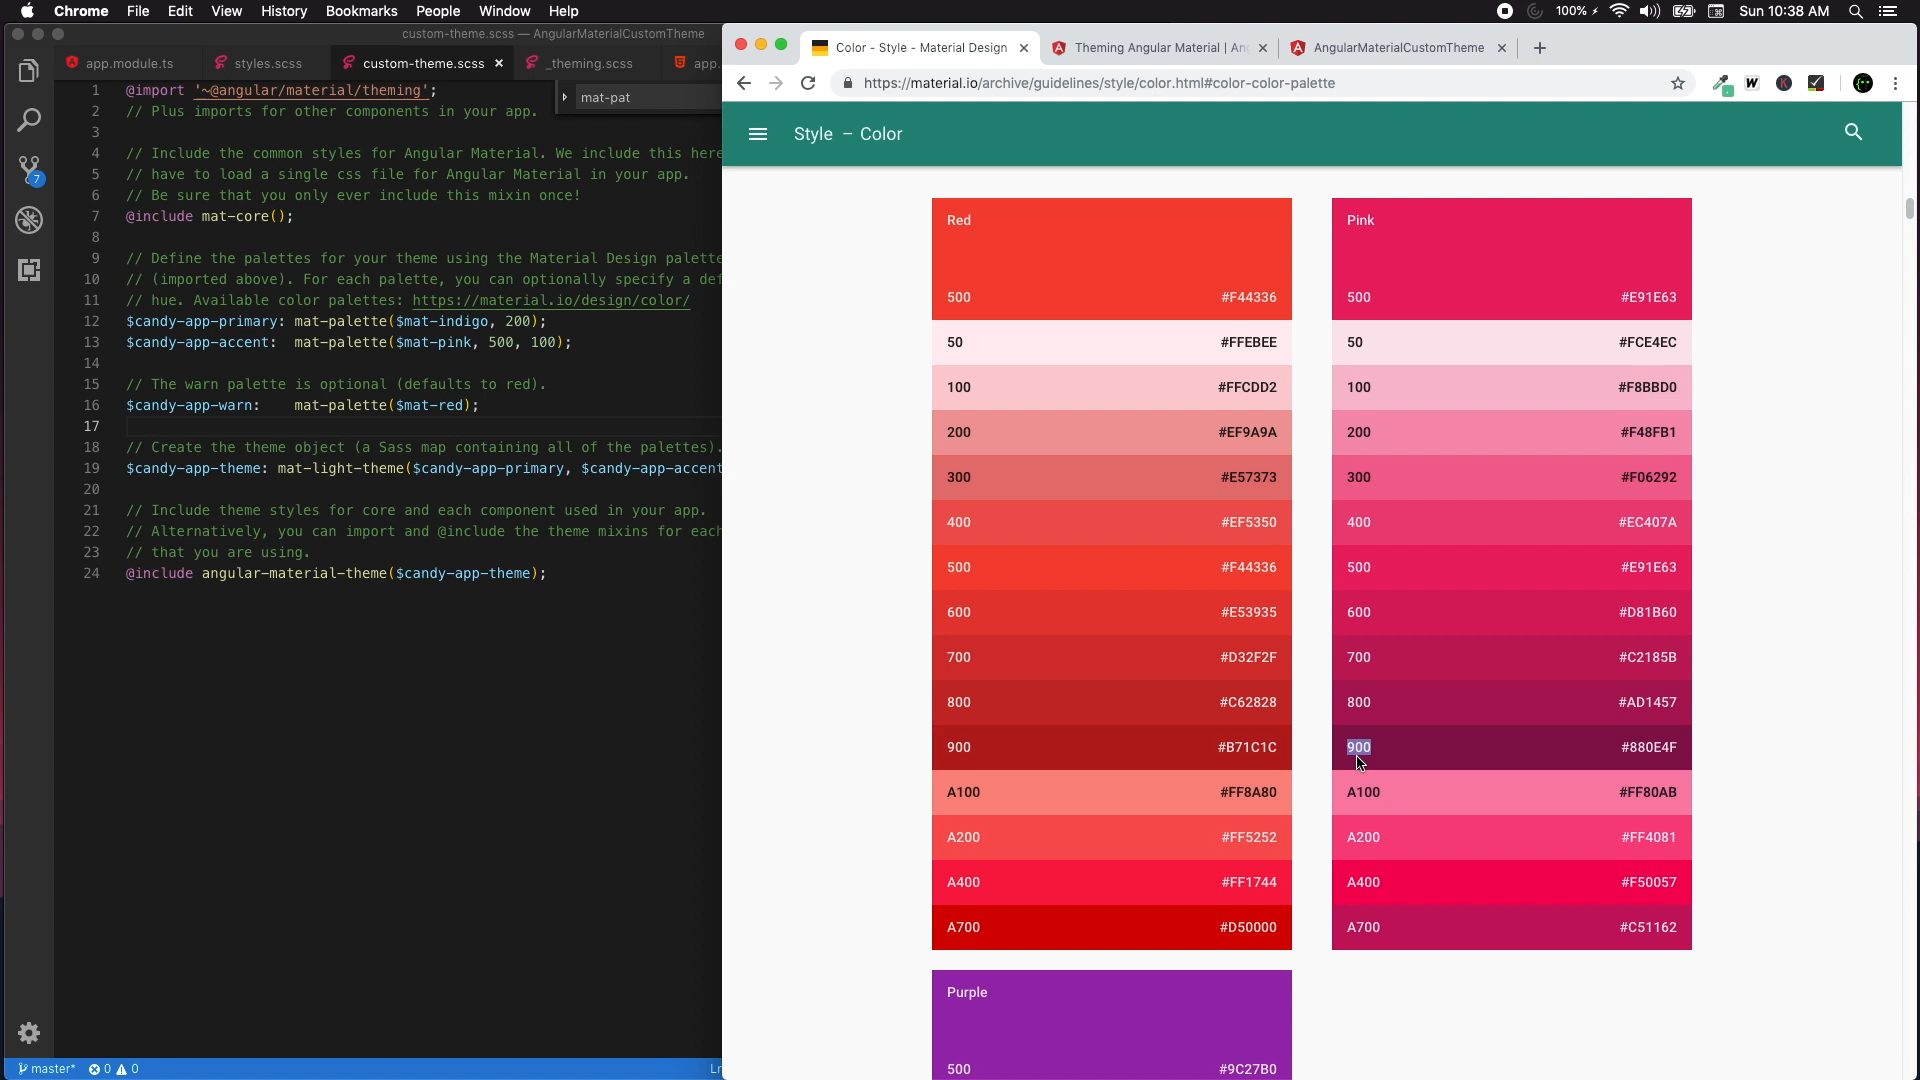 Chrome File Edit View History Bookmarks People Window Help
100% Sun 10:38 AM
custom-theme.scss — AngularMaterialCustomTheme
app.module.ts styles.scss custom-theme.scss × _theming.scss app.
mat-pat
1 @import '~@angular/material/theming';
2 // Plus imports for other components in your app.
3
4 // Include the common styles for Angular Material. We include this here
5 // have to load a single css file for Angular Material in your app.
6 // Be sure that you only ever include this mixin once!
7 @include mat-core();
8
9 // Define the palettes for your theme using the Material Design palette
10 // (imported above). For each palette, you can optionally specify a def
11 // hue. Available color palettes: https://material.io/design/color/
12 $candy-app-primary: mat-palette($mat-indigo, 200);
13 $candy-app-accent:  mat-palette($mat-pink, 500, 100);
14
15 // The warn palette is optional (defaults to red).
16 $candy-app-warn:    mat-palette($mat-red);
17
18 // Create the theme object (a Sass map containing all of the palettes).
19 $candy-app-theme: mat-light-theme($candy-app-primary, $candy-app-accent
20
21 // Include theme styles for core and each component used in your app.
22 // Alternatively, you can import and @include the theme mixins for each
23 // that you are using.
24 @include angular-material-theme($candy-app-theme);
7
master* 0 0 Ln
Color - Style - Material Design × Theming Angular Material | An × AngularMaterialCustomTheme × +
https://material.io/archive/guidelines/style/color.html#color-color-palette
W K
Style – Color
Red
500 #F44336
50 #FFEBEE
100 #FFCDD2
200 #EF9A9A
300 #E57373
400 #EF5350
500 #F44336
600 #E53935
700 #D32F2F
800 #C62828
900 #B71C1C
A100 #FF8A80
A200 #FF5252
A400 #FF1744
A700 #D50000
Pink
500 #E91E63
50 #FCE4EC
100 #F8BBD0
200 #F48FB1
300 #F06292
400 #EC407A
500 #E91E63
600 #D81B60
700 #C2185B
800 #AD1457
900 #880E4F
A100 #FF80AB
A200 #FF4081
A400 #F50057
A700 #C51162
Purple
500 #9C27B0